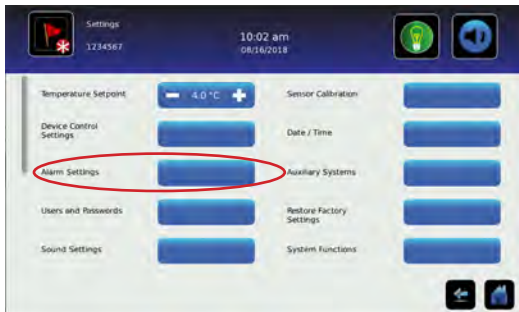 Settings
1234567
10:02 am
08/16/2018
Temperature Setpoint
4.0 °C
Sensor Calibration
Device Control
Settings
Date / Time
Alarm Settings
Auxiliary Systems
Users and Passwords
Restore Factory
Settings
Sound Settings
System Functions